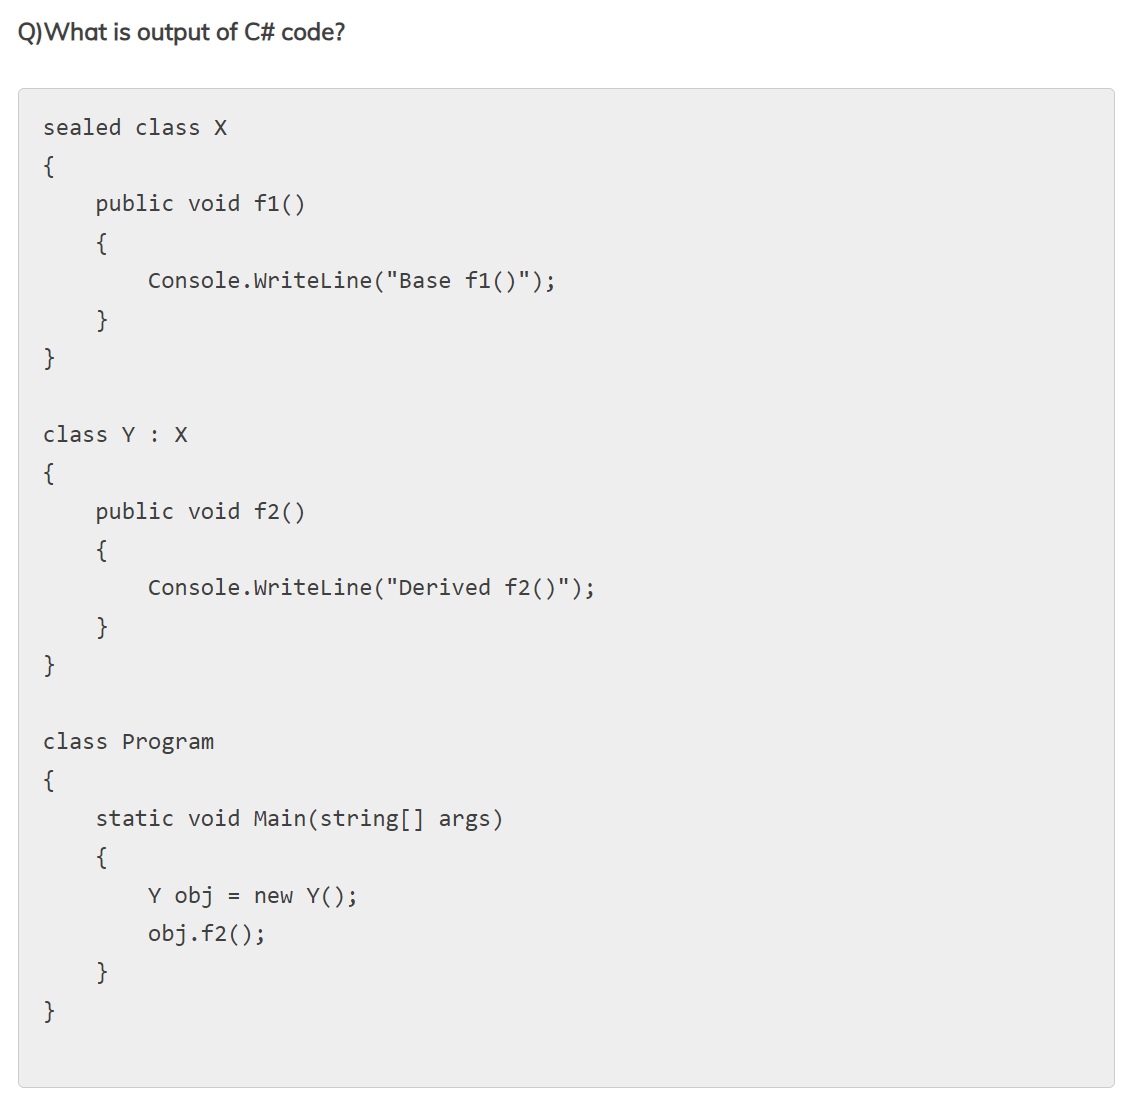 Q)What is output of C# code?
sealed class X
{
    public void f1()
    {
        Console.WriteLine("Base f1()");
    }
}
class Y : X
{
    public void f2()
    {
        Console.WriteLine("Derived f2()");
    }
}
class Program
{
    static void Main(string[] args)
    {
        Y obj = new Y();
        obj.f2();
    }
}